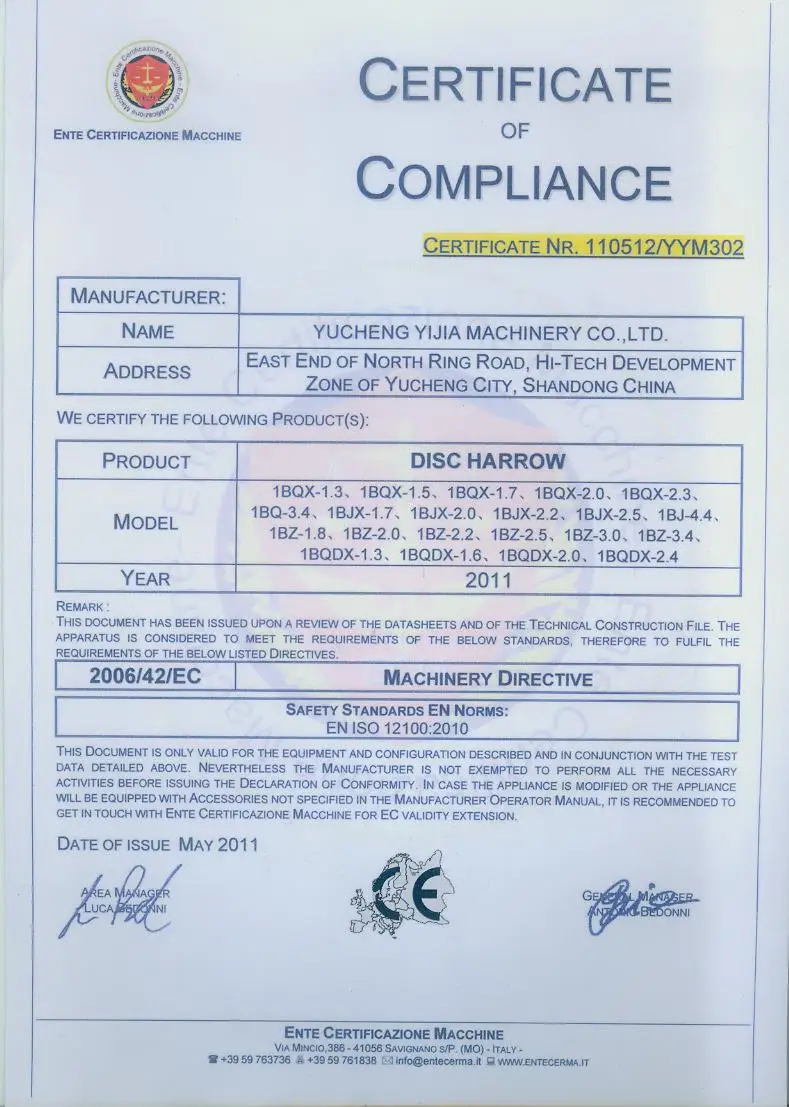 Ente Certificazione Macchine
ENTE CERTIFICAZIONE MACCHINE
CERTIFICATE
OF
COMPLIANCE
CERTIFICATE NR. 110512/YYM302
MANUFACTURER:
NAME YUCHENG YIJIA MACHINERY CO.,LTD.
ADDRESS EAST END OF NORTH RING ROAD, HI-TECH DEVELOPMENT
ZONE OF YUCHENG CITY, SHANDONG CHINA
WE CERTIFY THE FOLLOWING PRODUCT(S):
PRODUCT DISC HARROW
MODEL 1BQX-1.3、1BQX-1.5、1BQX-1.7、1BQX-2.0、1BQX-2.3、
1BQ-3.4、1BJX-1.7、1BJX-2.0、1BJX-2.2、1BJX-2.5、1BJ-4.4、
1BZ-1.8、1BZ-2.0、1BZ-2.2、1BZ-2.5、1BZ-3.0、1BZ-3.4、
1BQDX-1.3、1BQDX-1.6、1BQDX-2.0、1BQDX-2.4
YEAR 2011
REMARK :
THIS DOCUMENT HAS BEEN ISSUED UPON A REVIEW OF THE DATASHEETS AND OF THE TECHNICAL CONSTRUCTION FILE. THE
APPARATUS IS CONSIDERED TO MEET THE REQUIREMENTS OF THE BELOW STANDARDS, THEREFORE TO FULFIL THE
REQUIREMENTS OF THE BELOW LISTED DIRECTIVES.
2006/42/EC MACHINERY DIRECTIVE
SAFETY STANDARDS EN NORMS:
EN ISO 12100:2010
THIS DOCUMENT IS ONLY VALID FOR THE EQUIPMENT AND CONFIGURATION DESCRIBED AND IN CONJUNCTION WITH THE TEST
DATA DETAILED ABOVE. NEVERTHELESS THE MANUFACTURER IS NOT EXEMPTED TO PERFORM ALL THE NECESSARY
ACTIVITIES BEFORE ISSUING THE DECLARATION OF CONFORMITY. IN CASE THE APPLIANCE IS MODIFIED OR THE APPLIANCE
WILL BE EQUIPPED WITH ACCESSORIES NOT SPECIFIED IN THE MANUFACTURER OPERATOR MANUAL, IT IS RECOMMENDED TO
GET IN TOUCH WITH ENTE CERTIFICAZIONE MACCHINE FOR EC VALIDITY EXTENSION.
DATE OF ISSUE MAY 2011
AREA MANAGER
LUCA BEDONNI
CE
GENERAL MANAGER
ANTONIO BEDONNI
ENTE CERTIFICAZIONE MACCHINE
VIA MINCIO,386 - 41056 SAVIGNANO S/P. (MO) - ITALY -
+39 59 763736 +39 59 761838 info@entecerma.it WWW.ENTECERMA.IT